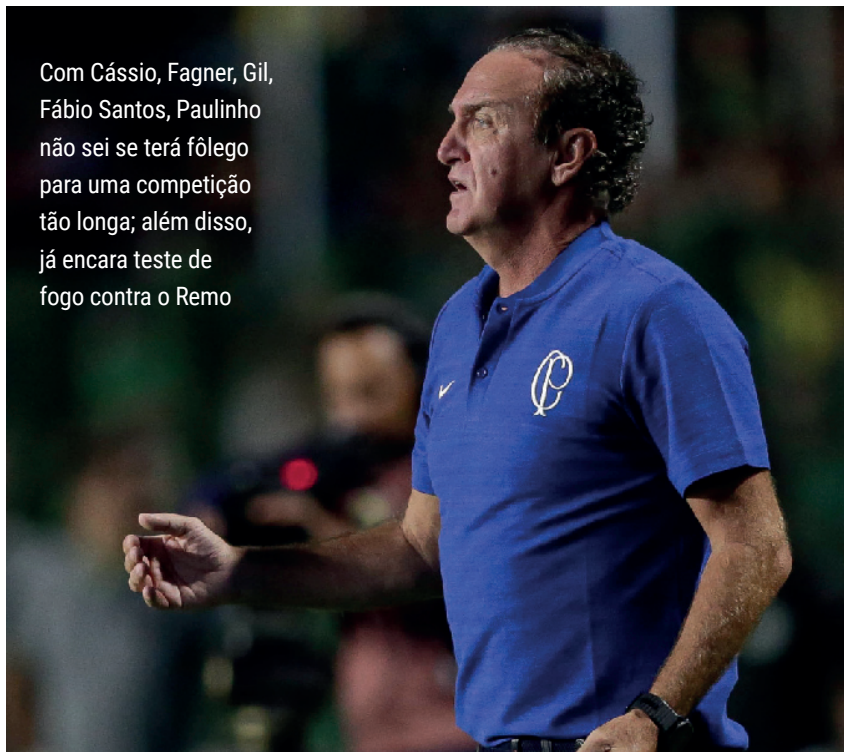 Com Cássio, Fagner, Gil,
Fábio Santos, Paulinho
não sei se terá fôlego
para uma competição
tão longa; além disso,
já encara teste de
fogo contra o Remo
CP